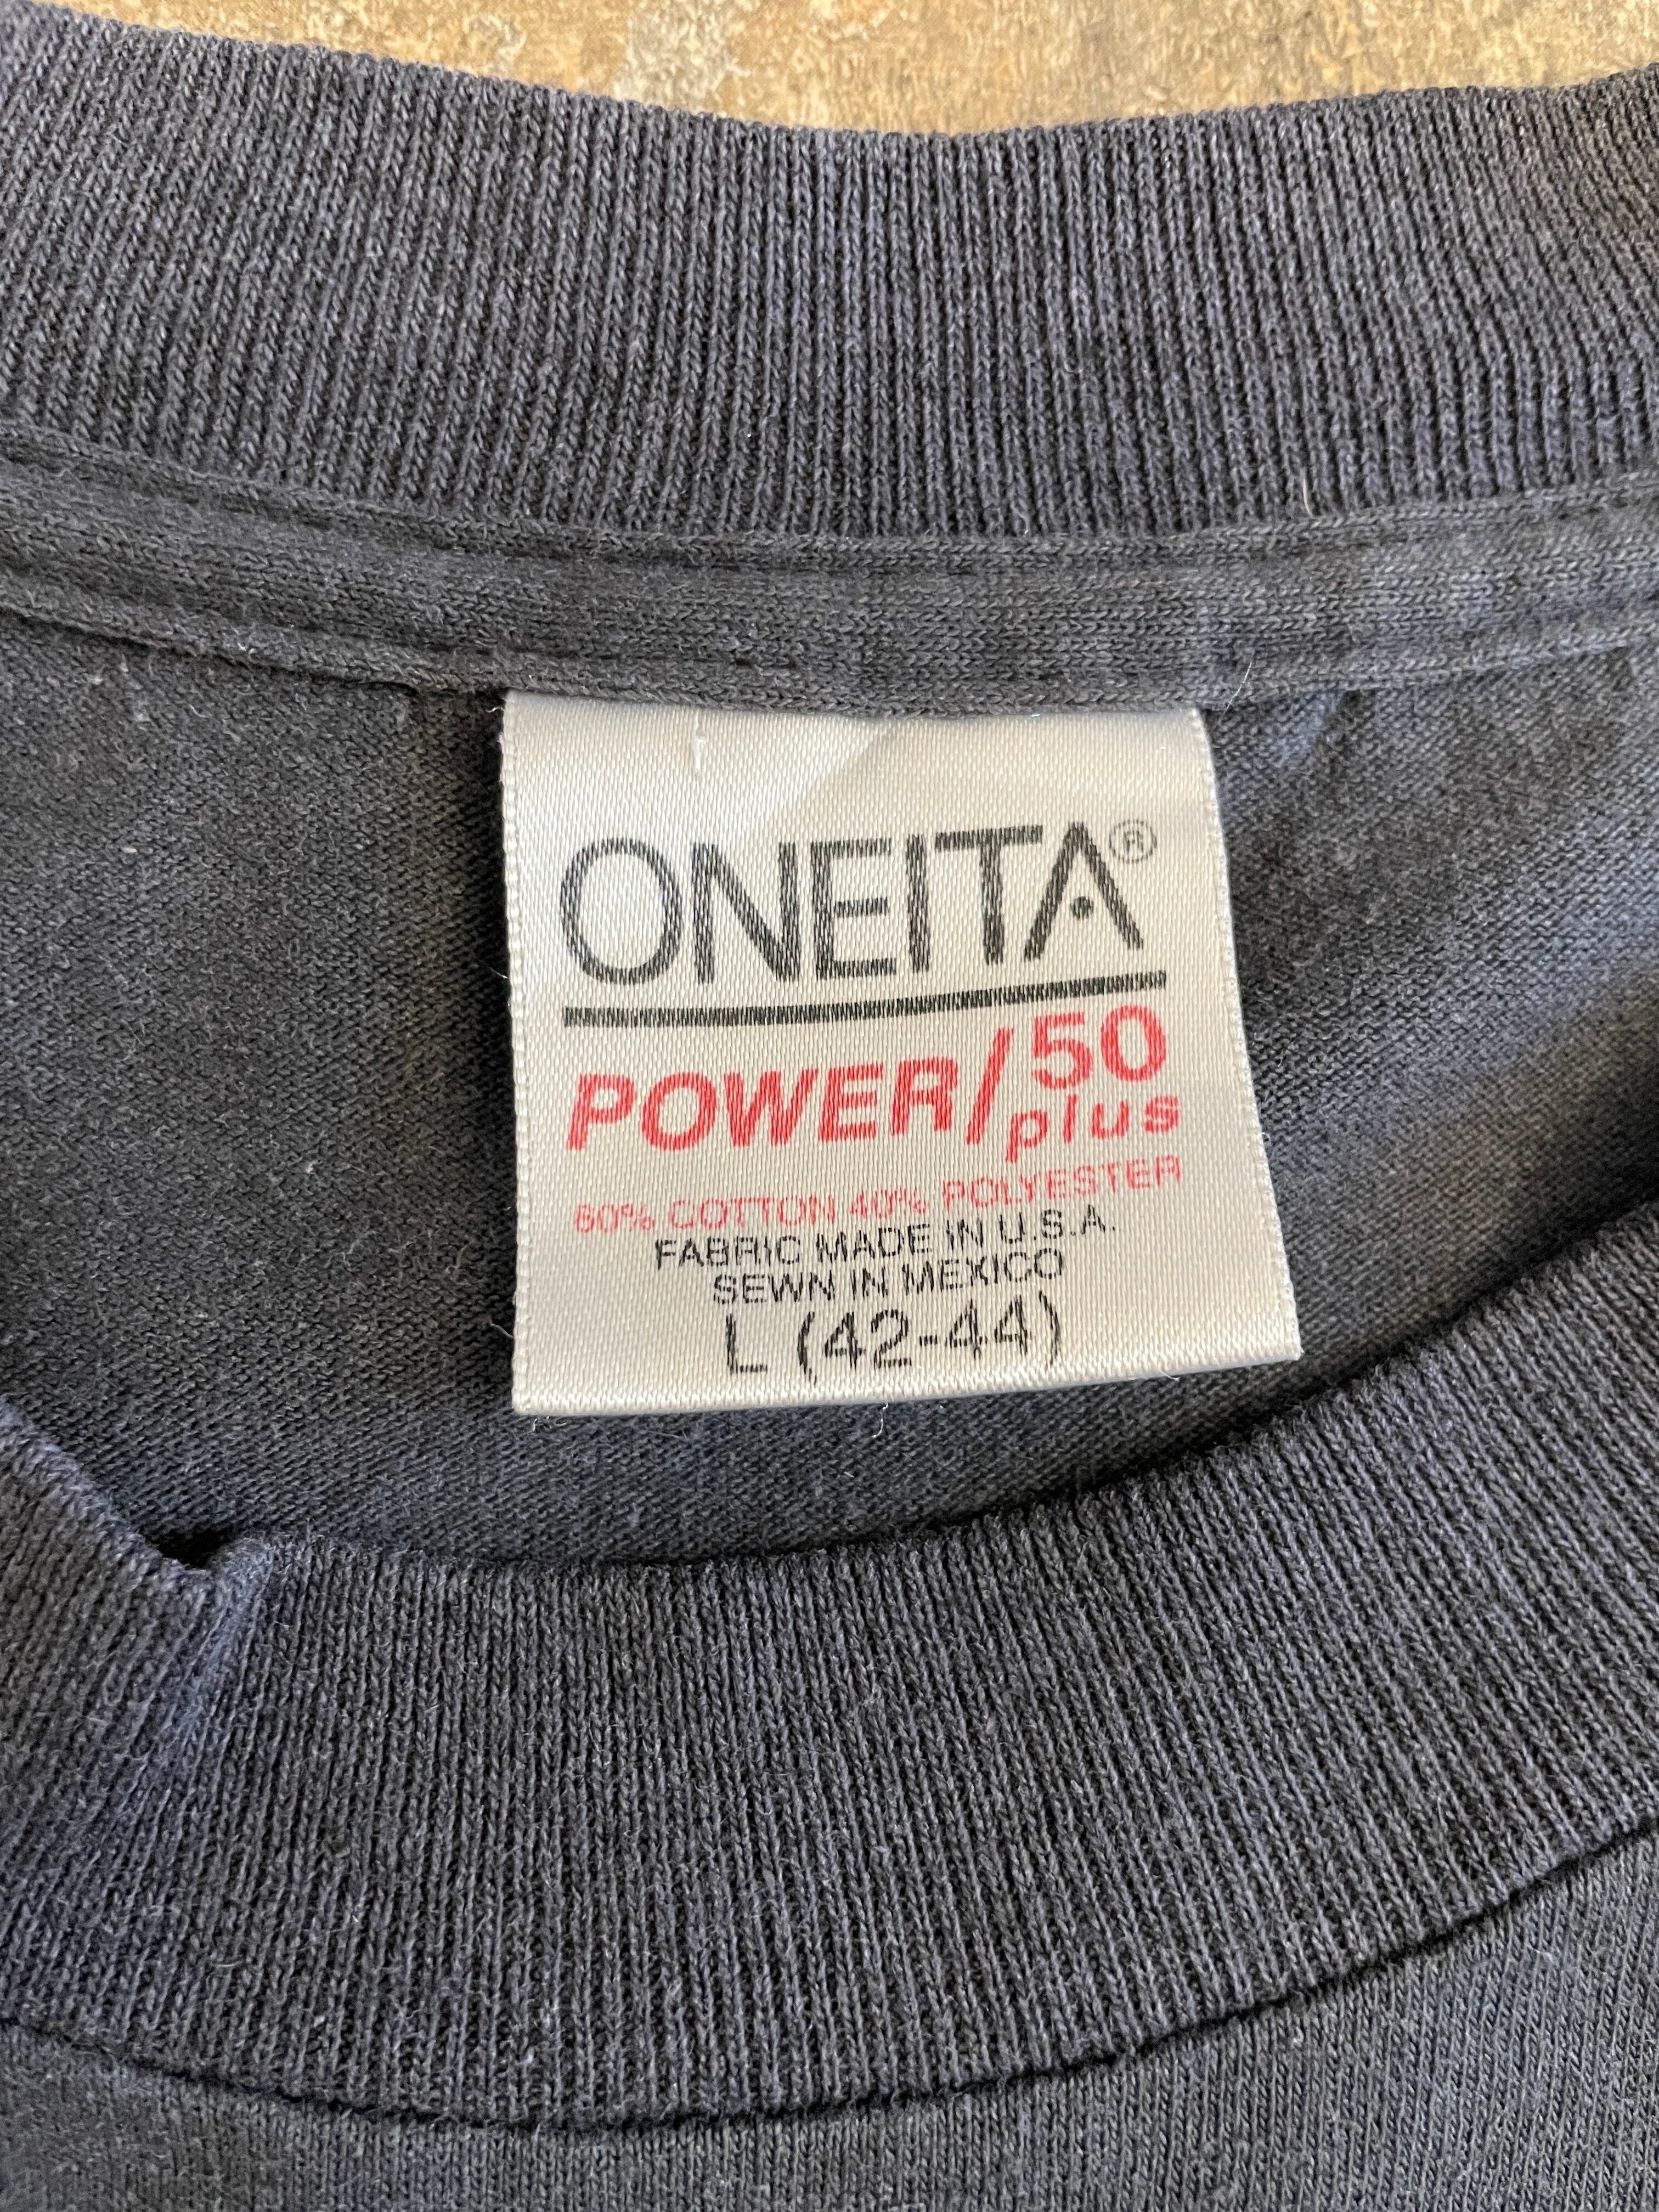 ONEITA®
POWER/50
plus
60% COTTON 40% POLYESTER
FABRIC MADE IN U.S.A.
SEWN IN MEXICO
L (42-44)